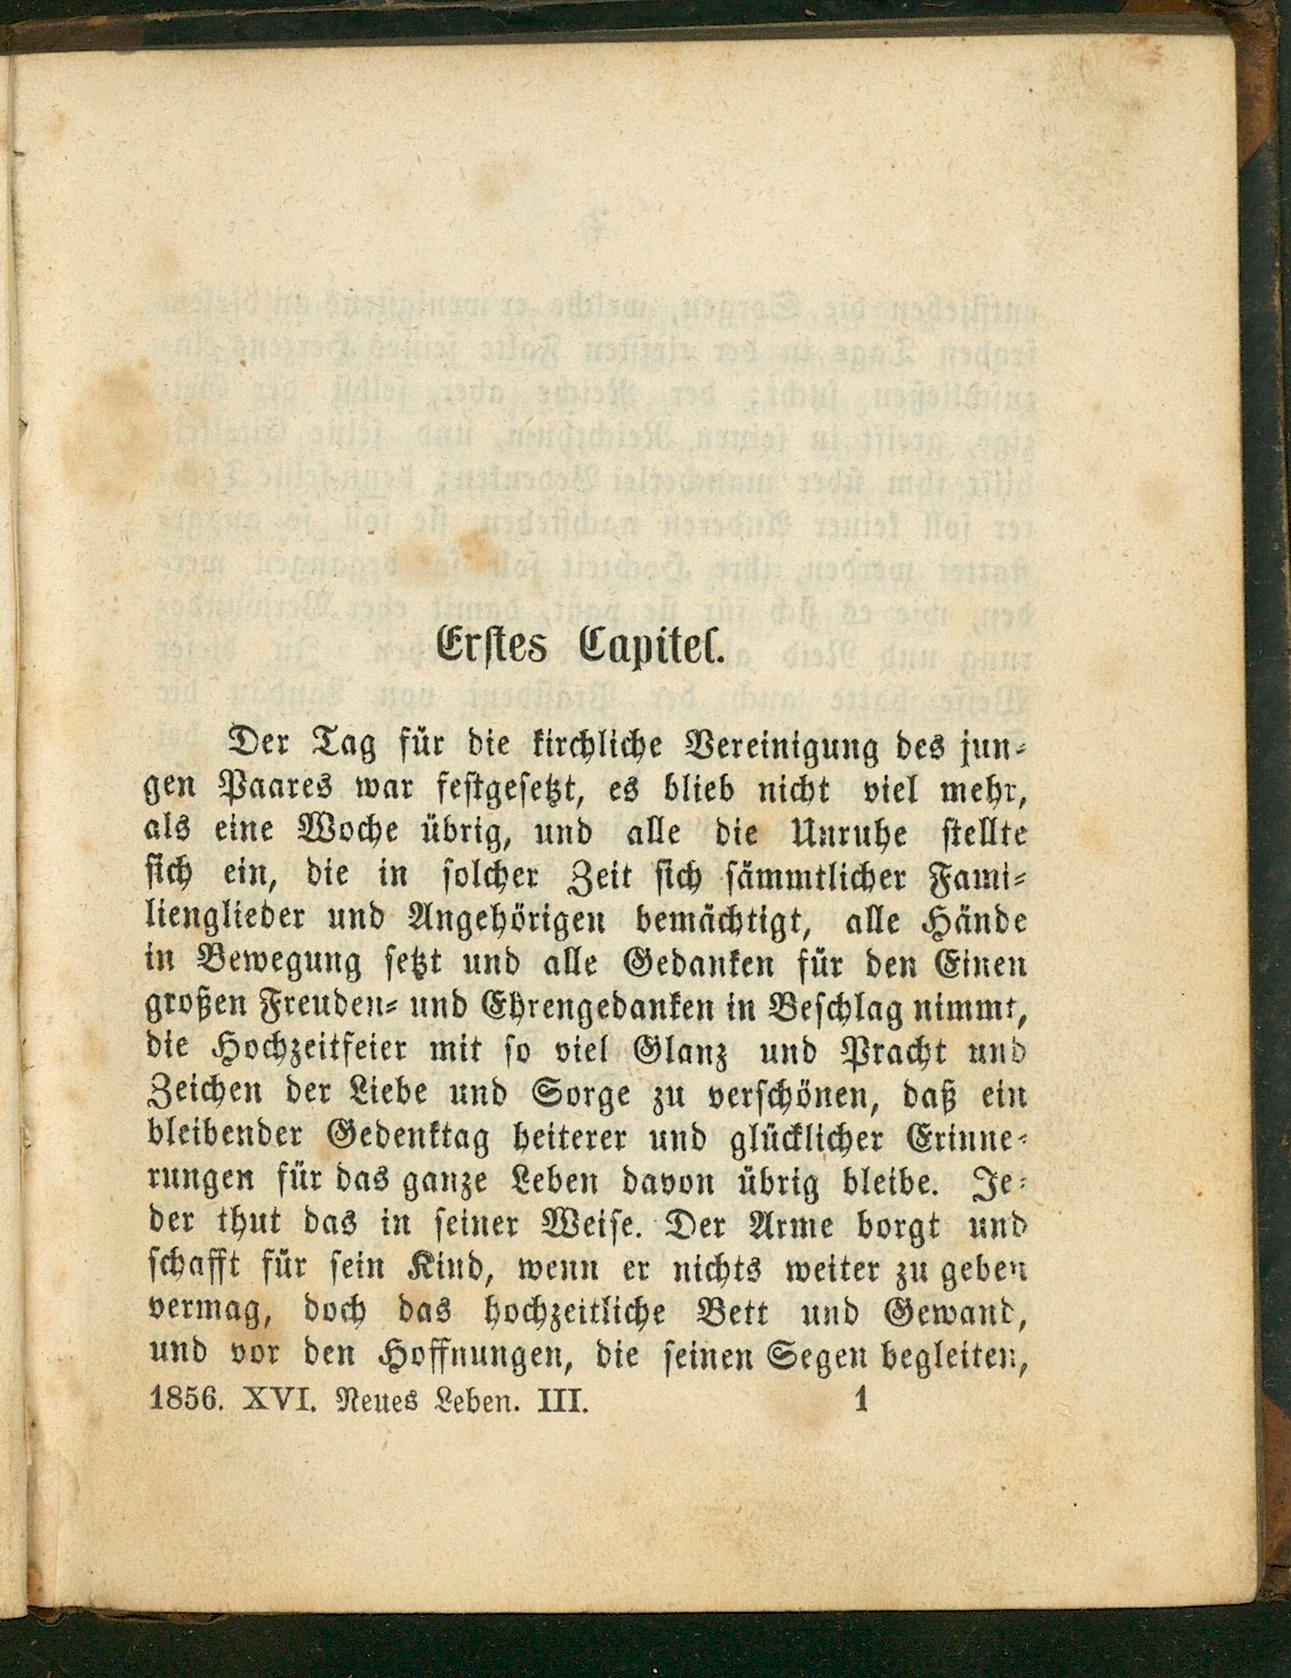 Erstes Capitel.
Der Tag für die kirchliche Vereinigung des jun-
gen Paares war festgesetzt, es blieb nicht viel mehr,
als eine Woche übrig, und alle die Unruhe stellte
sich ein, die in solcher Zeit sich sämmtlicher Fami-
lienglieder und Angehörigen bemächtigt, alle Hände
in Bewegung setzt und alle Gedanken für den Einen
großen Freuden- und Ehrengedanken in Beschlag nimmt,
die Hochzeitfeier mit so viel Glanz und Pracht und
Zeichen der Liebe und Sorge zu verschönen, daß ein
bleibender Gedenktag heiterer und glücklicher Erinne-
rungen für das ganze Leben davon übrig bleibe. Je-
der thut das in seiner Weise. Der Arme borgt und
schafft für sein Kind, wenn er nichts weiter zu geben
vermag, doch das hochzeitliche Bett und Gewand,
und vor den Hoffnungen, die seinen Segen begleiten,
1856. XVI. Neues Leben. III. 1